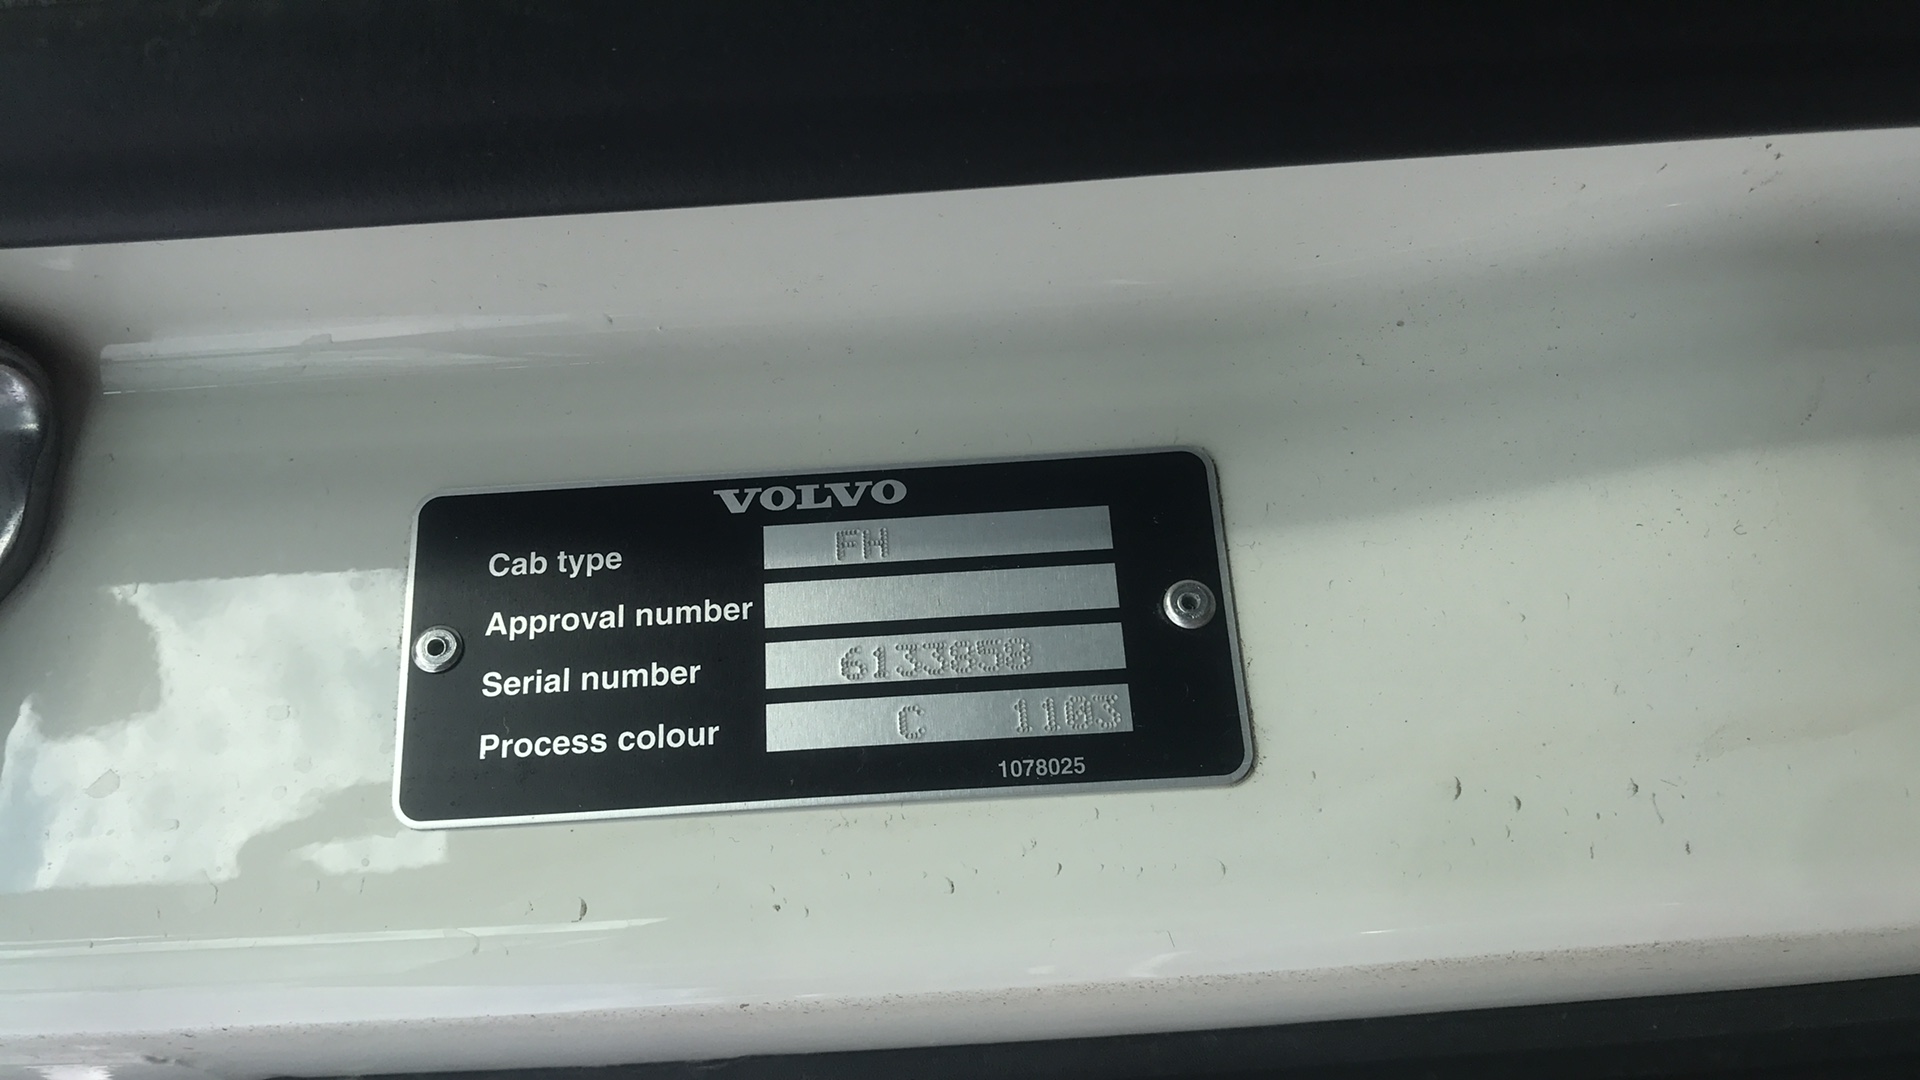 VOLVO
Cab type FH
Approval number
Serial number 6133858
Process colour C 1103
1078025